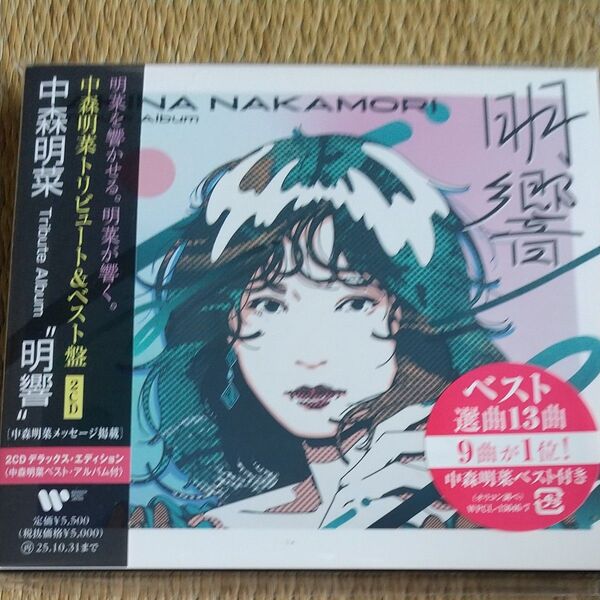 明菜を響かせる。明菜が響く。
中森明菜トリビュート&ベスト盤 2CD
中森明菜 Tribute Album "明響"
[中森明菜メッセージ掲載]
2CD デラックス・エディション
(中森明菜ベスト・アルバム付)
定価¥5,500
(税抜価格¥5,000)
25.10.31まで
INA NAKAMORI
Album
明響
ベスト
選曲13曲
9曲が1位!
中森明菜ベスト付き